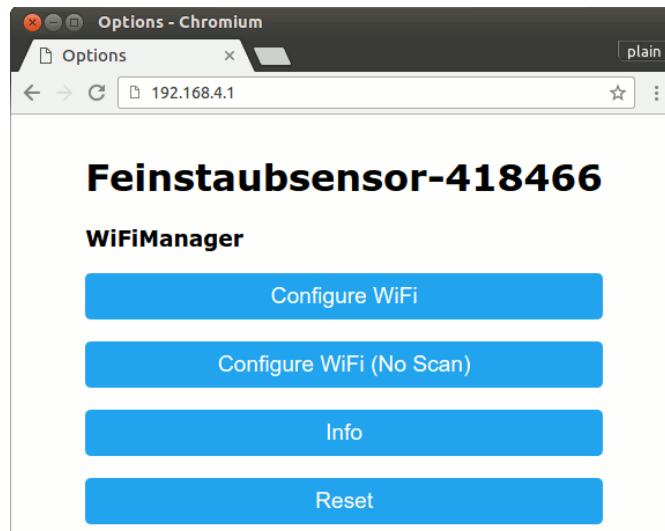 Options - Chromium
Options
plain
192.168.4.1
Feinstaubsensor-418466
WiFiManager
Configure WiFi
Configure WiFi (No Scan)
Info
Reset